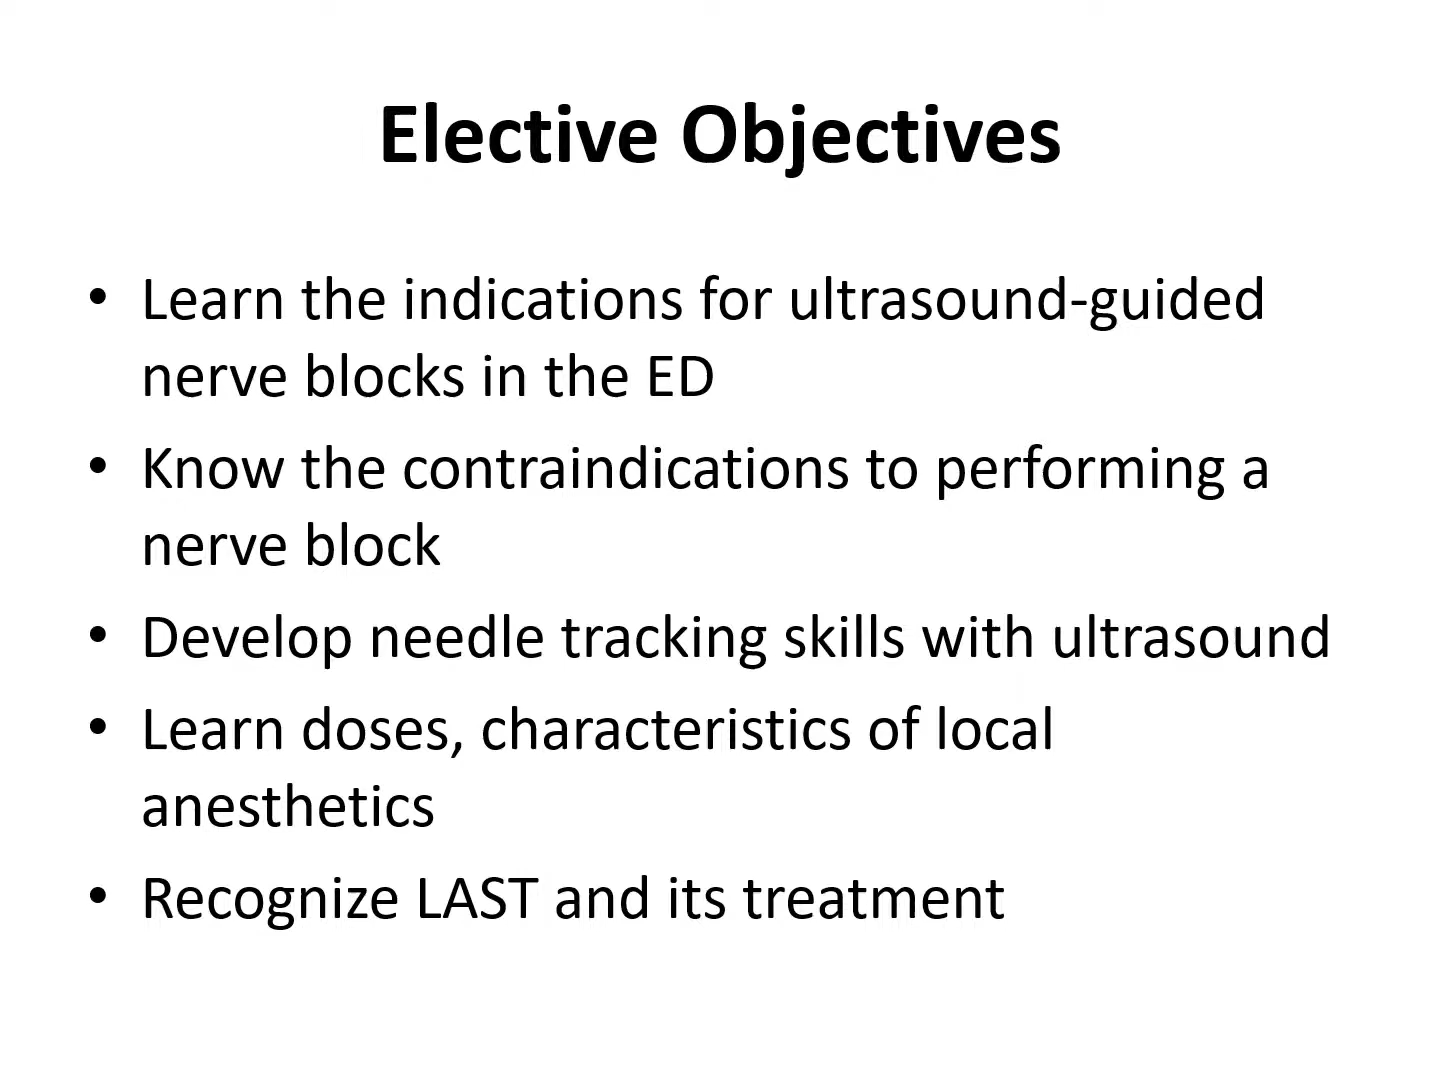 Elective Objectives
• Learn the indications for ultrasound-guided
nerve blocks in the ED
• Know the contraindications to performing a
nerve block
• Develop needle tracking skills with ultrasound
• Learn doses, characteristics of local
anesthetics
• Recognize LAST and its treatment